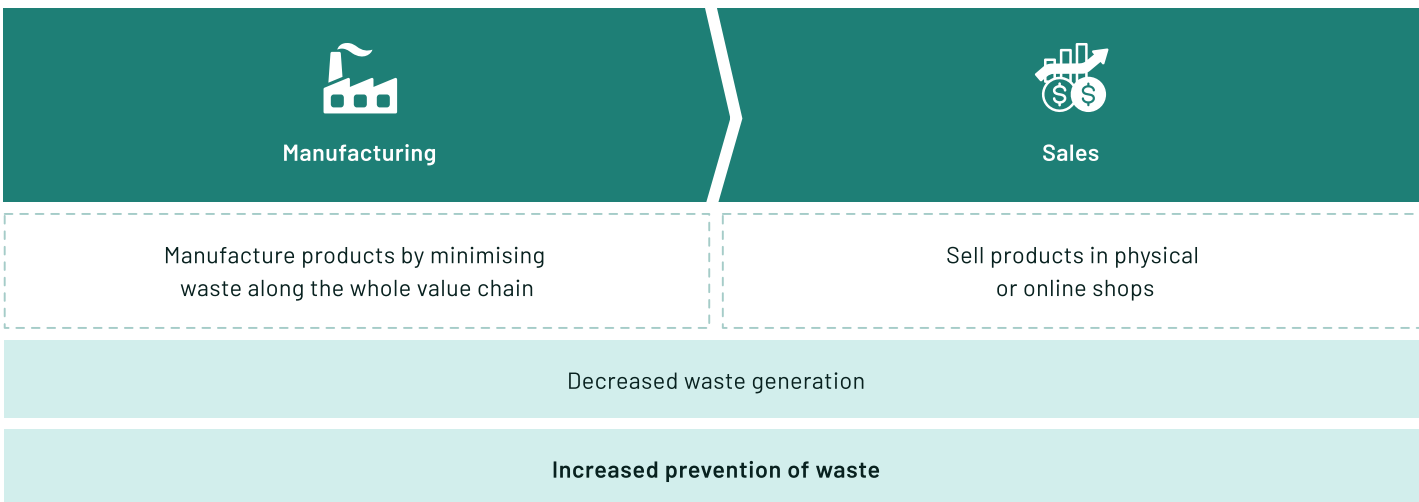 Manufacturing
Sales
Manufacture products by minimising
waste along the whole value chain
Sell products in physical
or online shops
Decreased waste generation
Increased prevention of waste